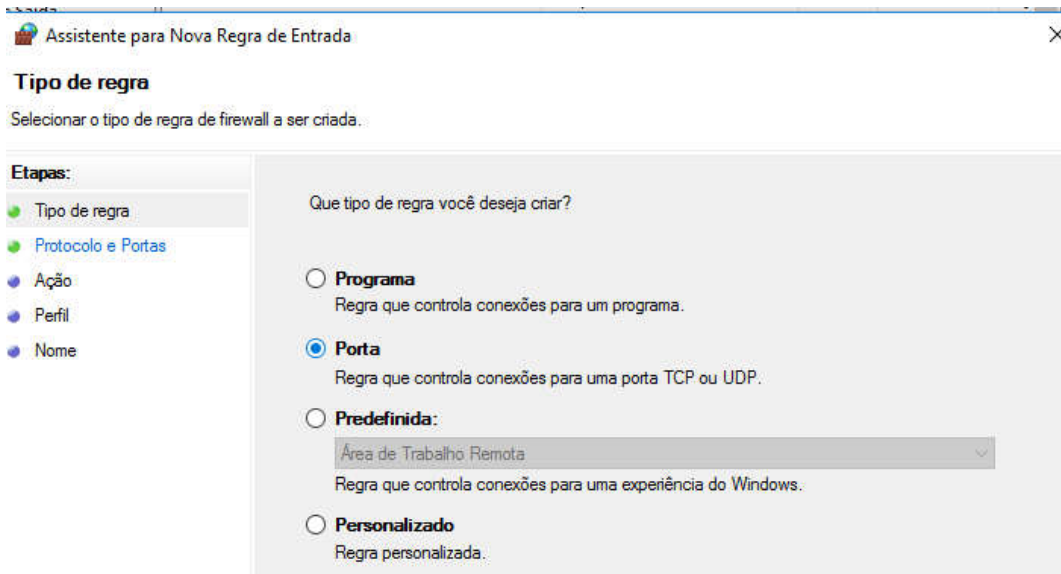 Assistente para Nova Regra de Entrada
Tipo de regra
Selecionar o tipo de regra de firewall a ser criada.
Etapas:
Tipo de regra
Protocolo e Portas
Ação
Perfil
Nome
Que tipo de regra você deseja criar?
Programa
Regra que controla conexões para um programa.
Porta
Regra que controla conexões para uma porta TCP ou UDP.
Predefinida:
Área de Trabalho Remota
Regra que controla conexões para uma experiência do Windows.
Personalizado
Regra personalizada.